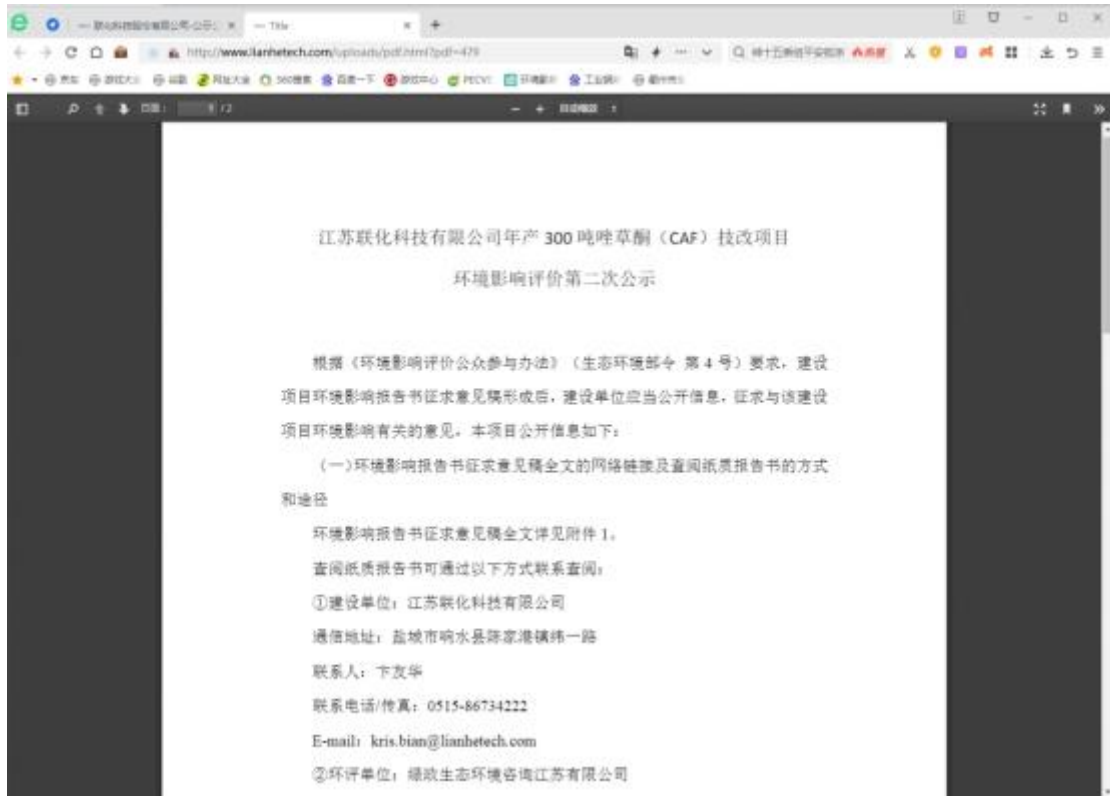 Title
http://www.lianhetech.com/uploads/pdf.html?pdf=479
1 / 2
江苏联化科技有限公司年产 300 吨唑草酮（CAF）技改项目
环境影响评价第二次公示
根据《环境影响评价公众参与办法》（生态环境部令 第 4 号）要求，建设
项目环境影响报告书征求意见稿形成后，建设单位应当公开信息，征求与该建设
项目环境影响有关的意见。本项目公开信息如下：
（一）环境影响报告书征求意见稿全文的网络链接及查阅纸质报告书的方式
和途径
环境影响报告书征求意见稿全文详见附件 1。
查阅纸质报告书可通过以下方式联系查阅：
①建设单位：江苏联化科技有限公司
通信地址：盐城市响水县陈家港镇纬一路
联系人：卞友华
联系电话/传真：0515-86734222
E-mail：kris.bian@lianhetech.com
②环评单位：绿政生态环境咨询江苏有限公司